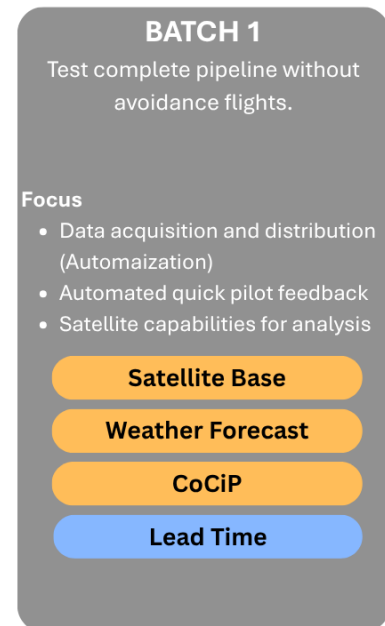 BATCH 1
Test complete pipeline without
avoidance flights.
Focus
• Data acquisition and distribution
(Automaization)
• Automated quick pilot feedback
• Satellite capabilities for analysis
Satellite Base
Weather Forecast
CoCiP
Lead Time